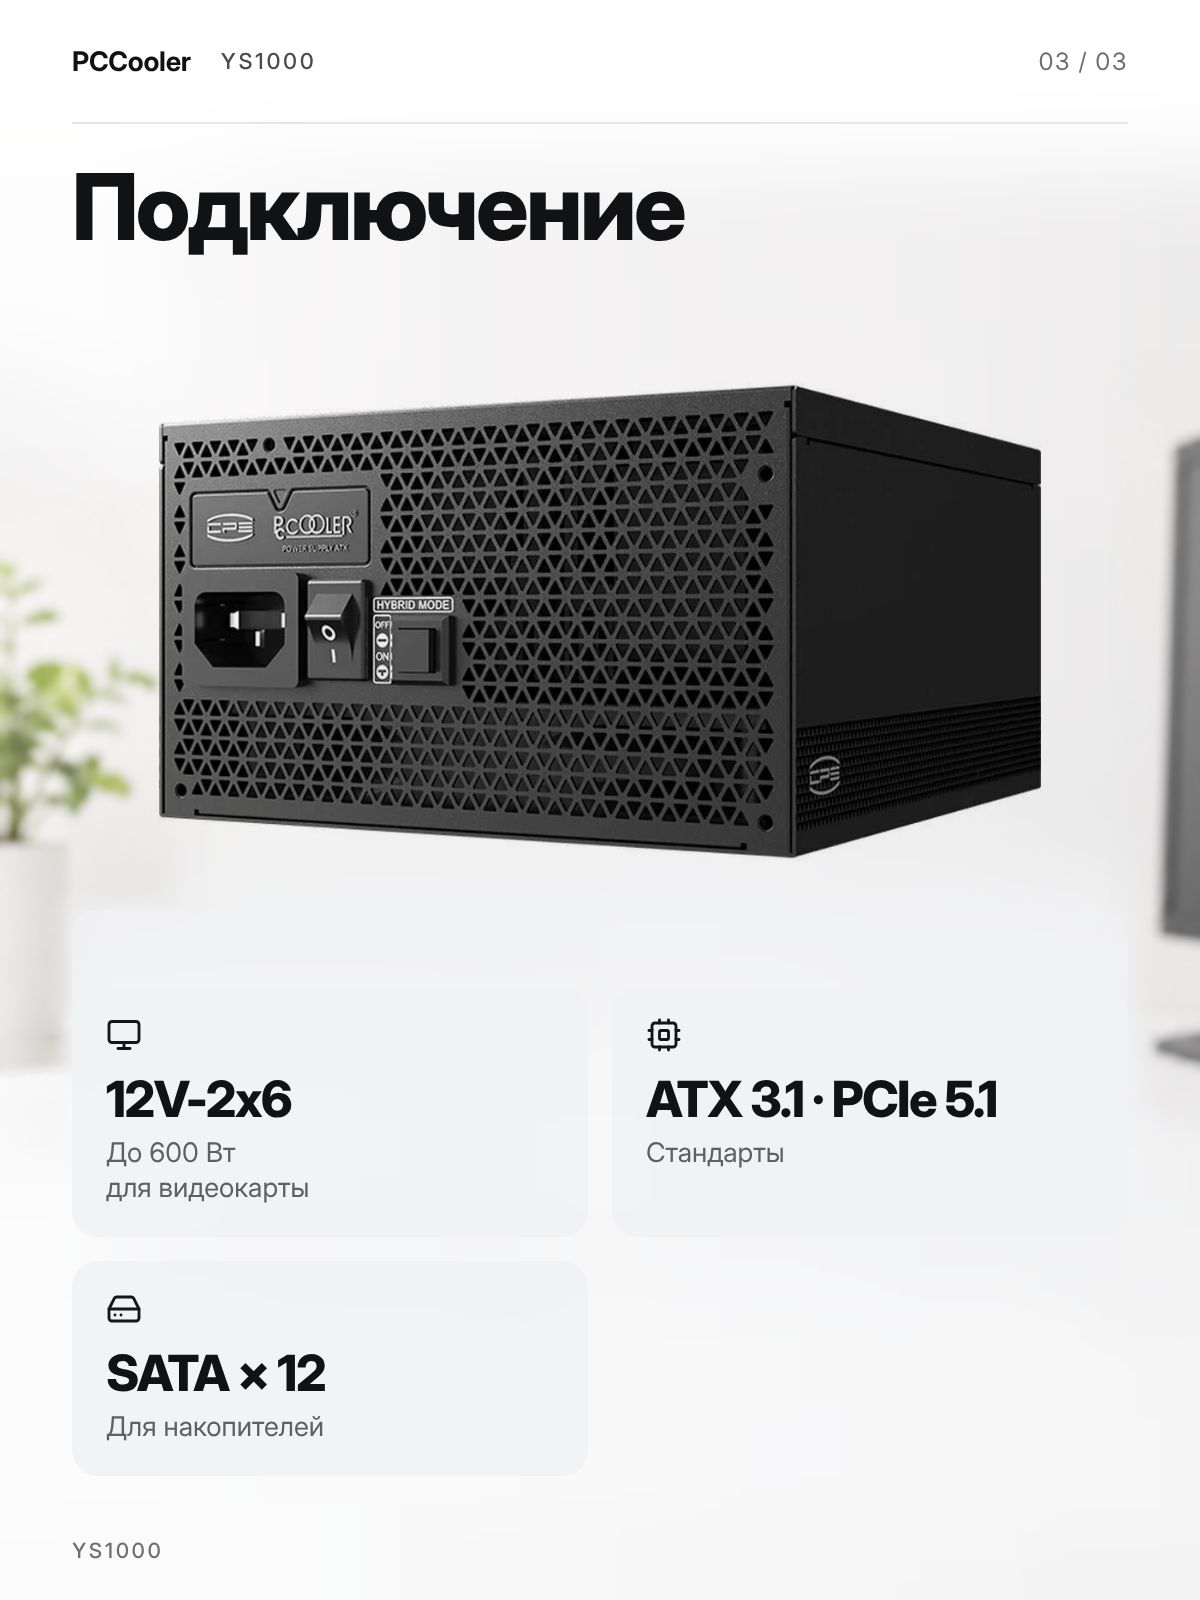 PCCooler YS1000 03 / 03
Подключение
CPS PCCOOLER
POWER SUPPLY ATX
HYBRID MODE
OFF
ON
O
I
CPS
12V-2x6
До 600 Вт
для видеокарты
ATX 3.1 · PCIe 5.1
Стандарты
SATA × 12
Для накопителей
YS1000